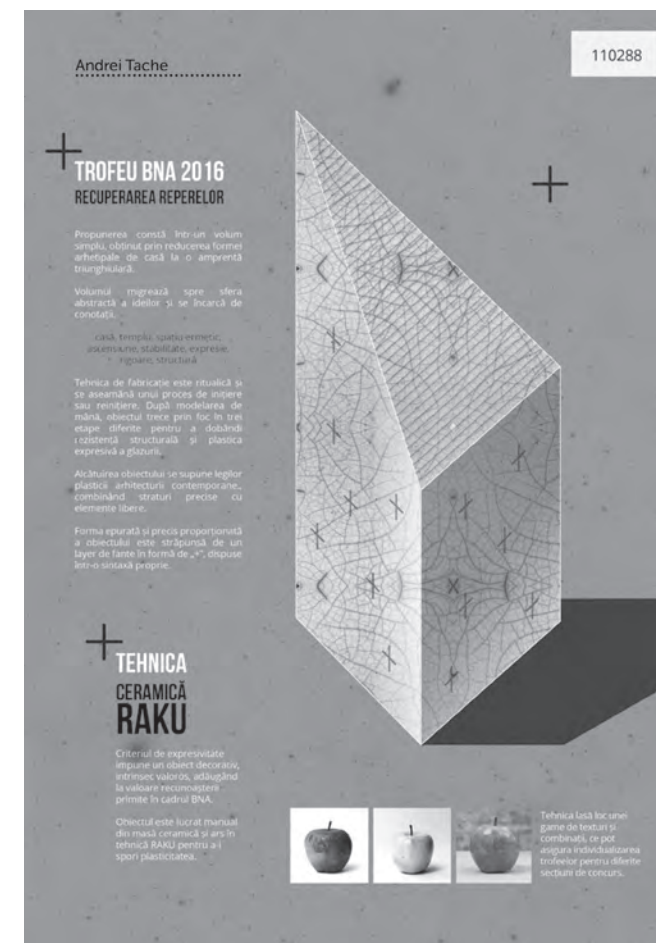 Andrei Tache
110288
TROFEU BNA 2016
RECUPERAREA REPERELOR
Propunerea constă într-un volum
simplu, obținut prin reducerea formei
arhetipale de casă la o amprentă
triunghiulară.
Volumul migrează spre sfera
abstractă a ideilor și se încarcă de
conotații.
casă, templu, spațiu ermetic,
ascensiune, stabilitate, expresie,
rigoare, structură
Tehnica de fabricație este ritualică și
se aseamănă unui proces de inițiere
sau reinițiere. După modelarea de
mână, obiectul trece prin foc în trei
etape diferite pentru a dobândi
rezistență structurală și plastica
expresivă a glazurii.
Alcătuirea obiectului se supune legilor
plasticii arhitecturii contemporane,
combinând straturi precise cu
elemente libere.
Forma epurată și precis proporționată
a obiectului este străpunsă de un
layer de fante în formă de „+”, dispuse
într-o sintaxă proprie.
TEHNICA
CERAMICĂ
RAKU
Criteriul de expresivitate
impune un obiect decorativ,
intrinsec valoros, adăugând
la valoare recunoașterii
primite în cadrul BNA.
Obiectul este lucrat manual
din masă ceramică și ars în
tehnică RAKU pentru a-i
spori plasticitatea.
Tehnica lasă loc unei
game de texturi și
combinații, ce pot
asigura individualizarea
trofeelor pentru diferite
secțiuni de concurs.